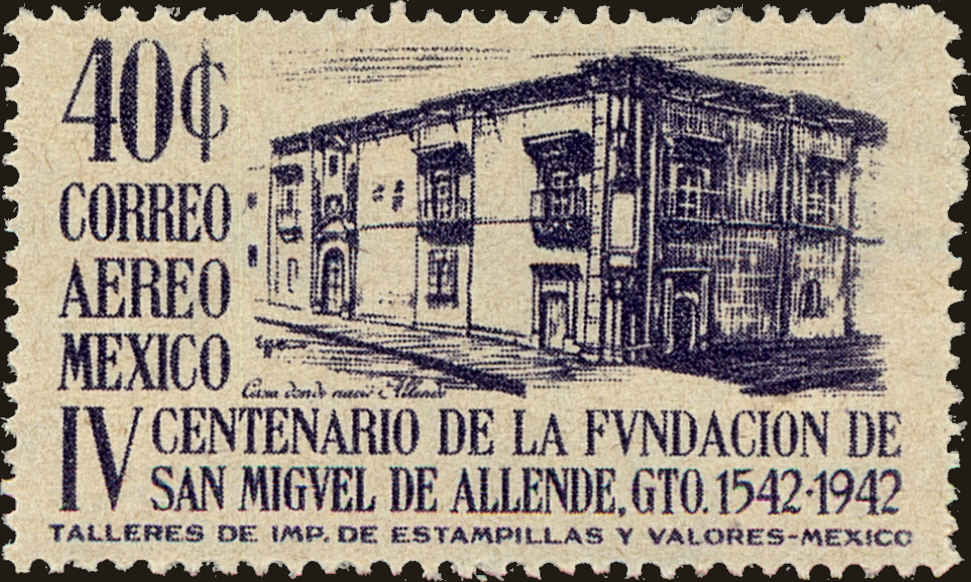 40¢
CORREO
AEREO
MEXICO
Casa donde nació Allende
IV CENTENARIO DE LA FVNDACION DE
SAN MIGVEL DE ALLENDE, GTO. 1542-1942
TALLERES DE IMP. DE ESTAMPILLAS Y VALORES-MEXICO